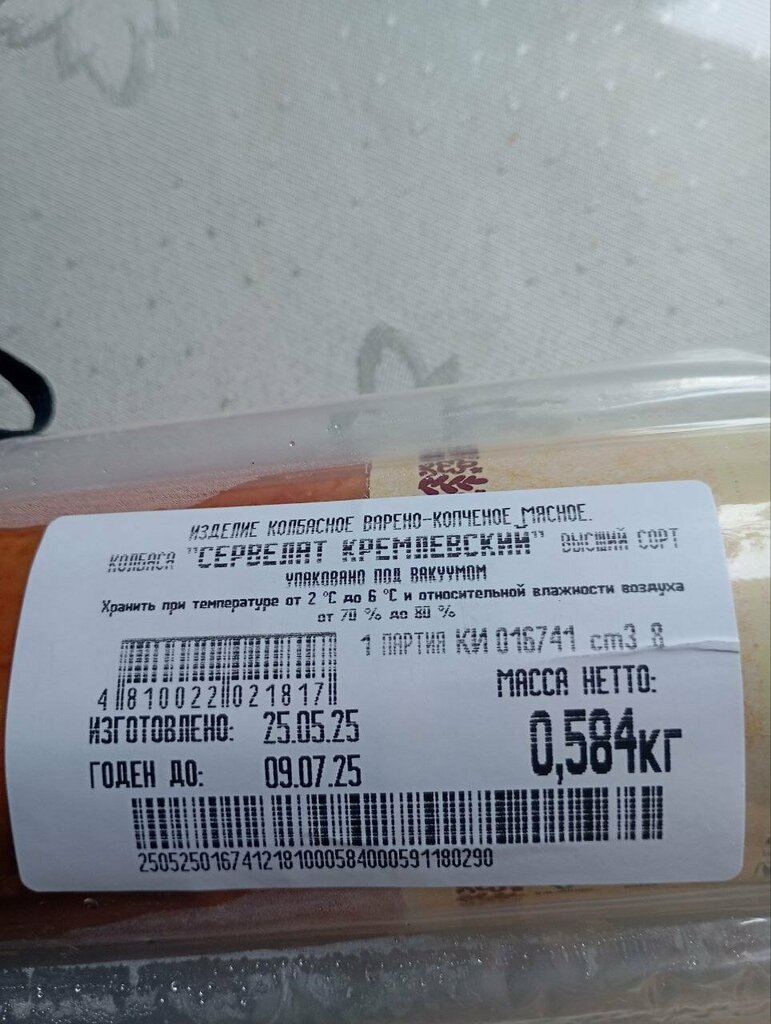 ИЗДЕЛИЕ КОЛБАСНОЕ ВАРЕНО-КОПЧЕНОЕ МЯСНОЕ.
КОЛБАСА "СЕРВЕЛАТ КРЕМЛЕВСКИЙ" ВЫСШИЙ СОРТ
УПАКОВАНО ПОД ВАКУУМОМ
Хранить при температуре от 2 °C до 6 °C и относительной влажности воздуха
от 70 % до 80 %
1 ПАРТИЯ КИ 016741 cm3 8
4 810022 021817
МАССА НЕТТО:
ИЗГОТОВЛЕНО: 25.05.25
0,584кг
ГОДЕН ДО: 09.07.25
2505250167412181000584000591180290